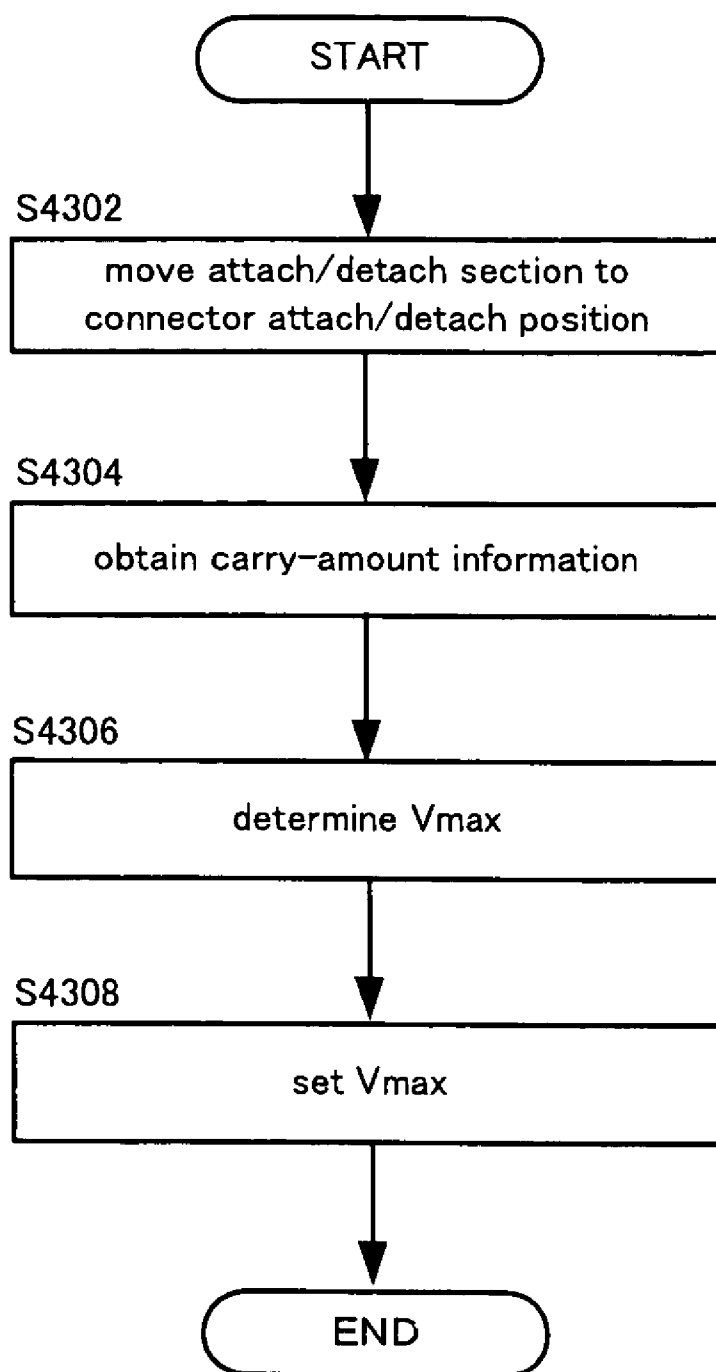 START
S4302
move attach/detach section to
connector attach/detach position
S4304
obtain carry-amount information
S4306
determine Vmax
S4308
set Vmax
END